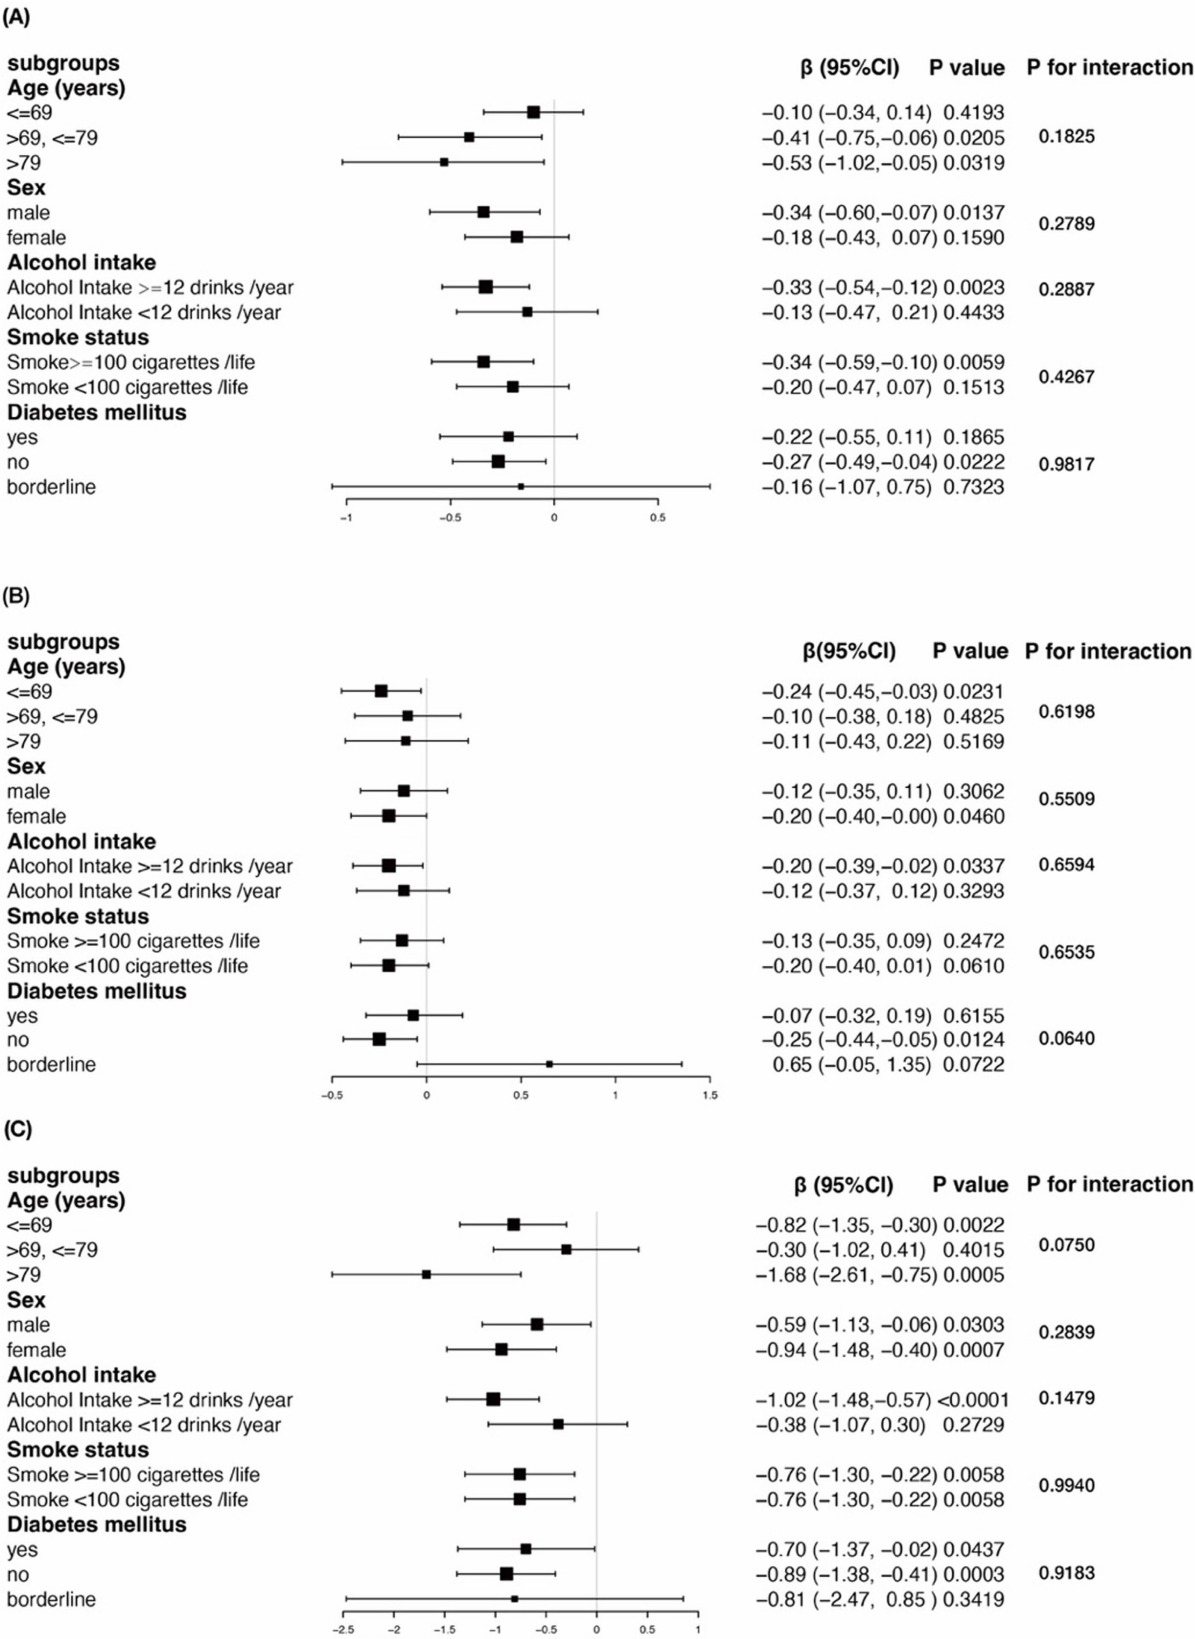 (A)
subgroups β (95%CI) P value P for interaction
Age (years)
<=69 −0.10 (−0.34, 0.14) 0.4193
>69, <=79 −0.41 (−0.75,−0.06) 0.0205 0.1825
>79 −0.53 (−1.02,−0.05) 0.0319
Sex
male −0.34 (−0.60,−0.07) 0.0137 0.2789
female −0.18 (−0.43, 0.07) 0.1590
Alcohol intake
Alcohol Intake >=12 drinks /year −0.33 (−0.54,−0.12) 0.0023 0.2887
Alcohol Intake <12 drinks /year −0.13 (−0.47, 0.21) 0.4433
Smoke status
Smoke>=100 cigarettes /life −0.34 (−0.59,−0.10) 0.0059 0.4267
Smoke <100 cigarettes /life −0.20 (−0.47, 0.07) 0.1513
Diabetes mellitus
yes −0.22 (−0.55, 0.11) 0.1865
no −0.27 (−0.49,−0.04) 0.0222 0.9817
borderline −0.16 (−1.07, 0.75) 0.7323
−1 −0.5 0 0.5
(B)
subgroups β(95%CI) P value P for interaction
Age (years)
<=69 −0.24 (−0.45,−0.03) 0.0231
>69, <=79 −0.10 (−0.38, 0.18) 0.4825 0.6198
>79 −0.11 (−0.43, 0.22) 0.5169
Sex
male −0.12 (−0.35, 0.11) 0.3062 0.5509
female −0.20 (−0.40,−0.00) 0.0460
Alcohol intake
Alcohol Intake >=12 drinks /year −0.20 (−0.39,−0.02) 0.0337 0.6594
Alcohol Intake <12 drinks /year −0.12 (−0.37, 0.12) 0.3293
Smoke status
Smoke >=100 cigarettes /life −0.13 (−0.35, 0.09) 0.2472 0.6535
Smoke <100 cigarettes /life −0.20 (−0.40, 0.01) 0.0610
Diabetes mellitus
yes −0.07 (−0.32, 0.19) 0.6155
no −0.25 (−0.44,−0.05) 0.0124 0.0640
borderline 0.65 (−0.05, 1.35) 0.0722
−0.5 0 0.5 1 1.5
(C)
subgroups β (95%CI) P value P for interaction
Age (years)
<=69 −0.82 (−1.35, −0.30) 0.0022
>69, <=79 −0.30 (−1.02, 0.41) 0.4015 0.0750
>79 −1.68 (−2.61, −0.75) 0.0005
Sex
male −0.59 (−1.13, −0.06) 0.0303 0.2839
female −0.94 (−1.48, −0.40) 0.0007
Alcohol intake
Alcohol Intake >=12 drinks /year −1.02 (−1.48,−0.57) <0.0001 0.1479
Alcohol Intake <12 drinks /year −0.38 (−1.07, 0.30) 0.2729
Smoke status
Smoke >=100 cigarettes /life −0.76 (−1.30, −0.22) 0.0058 0.9940
Smoke <100 cigarettes /life −0.76 (−1.30, −0.22) 0.0058
Diabetes mellitus
yes −0.70 (−1.37, −0.02) 0.0437
no −0.89 (−1.38, −0.41) 0.0003 0.9183
borderline −0.81 (−2.47, 0.85 ) 0.3419
−2.5 −2 −1.5 −1 −0.5 0 0.5 1